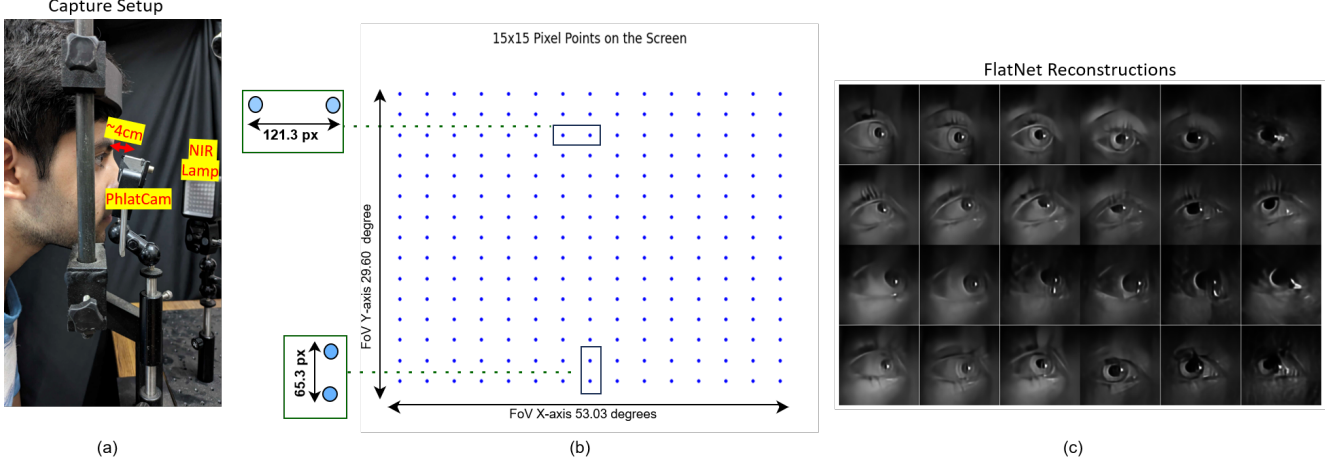 Capture Setup
~4cm
NIR
Lamp
PhlatCam
(a)
15x15 Pixel Points on the Screen
121.3 px
65.3 px
FoV Y-axis 29.60 degree
FoV X-axis 53.03 degrees
(b)
FlatNet Reconstructions
(c)